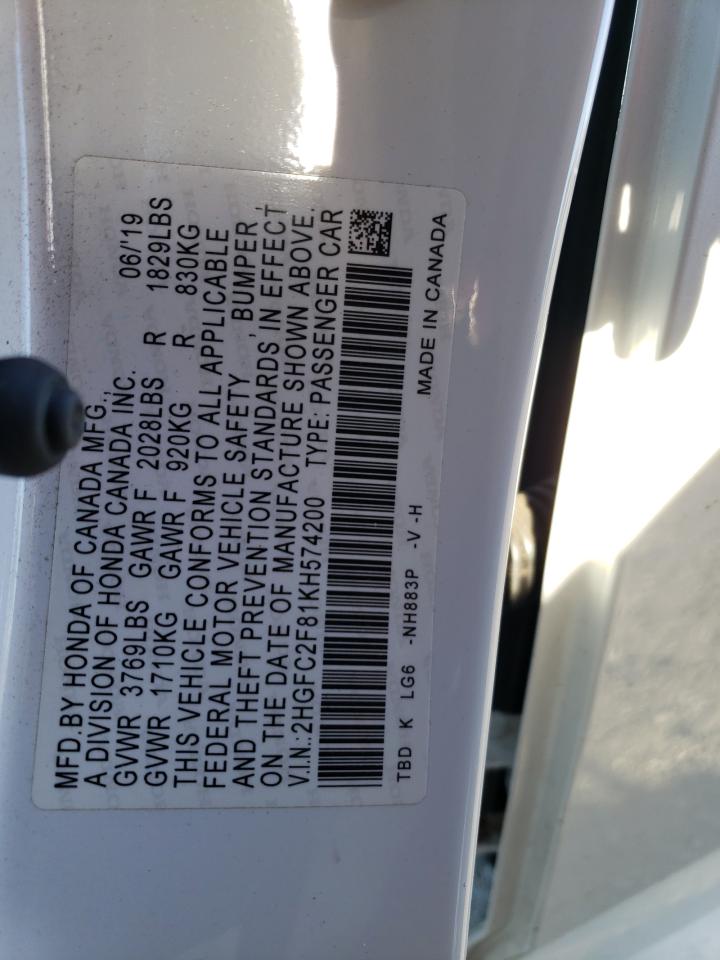 MFD.BY HONDA OF CANADA MFG., 06/'19
A DIVISION OF HONDA CANADA INC.
GVWR 3769LBS GAWR F 2028LBS R 1829LBS
GVWR 1710KG GAWR F 920KG R 830KG
THIS VEHICLE CONFORMS TO ALL APPLICABLE
FEDERAL MOTOR VEHICLE SAFETY , BUMPER ,
AND THEFT PREVENTION STANDARDS IN EFFECT
ON THE DATE OF MANUFACTURE SHOWN ABOVE.
V.I.N.:2HGFC2F81KH574200 TYPE: PASSENGER CAR
TBD K LG6 -NH883P -V -H
MADE IN CANADA